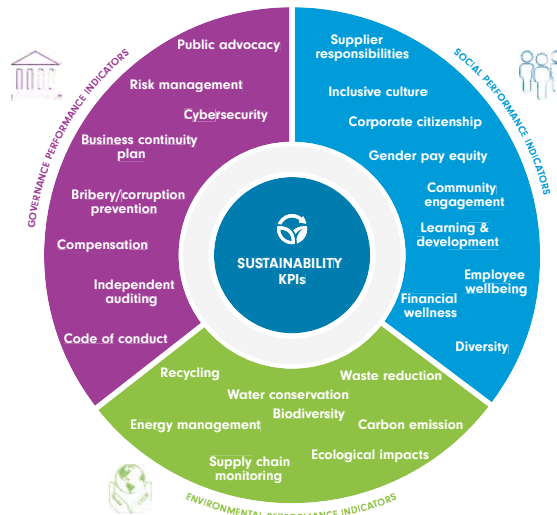 GOVERNANCE PERFORMANCE INDICATORS
Public advocacy
Risk management
Cybersecurity
Business continuity
plan
Bribery/corruption
prevention
Compensation
Independent
auditing
Code of conduct
SOCIAL PERFORMANCE INDICATORS
Supplier
responsibilities
Inclusive culture
Corporate citizenship
Gender pay equity
Community
engagement
Learning &
development
Employee
wellbeing
Financial
wellness
Diversity
SUSTAINABILITY
KPIs
Recycling
Waste reduction
Water conservation
Biodiversity
Energy management
Carbon emission
Supply chain
monitoring
Ecological impacts
ENVIRONMENTAL PERFORMANCE INDICATORS